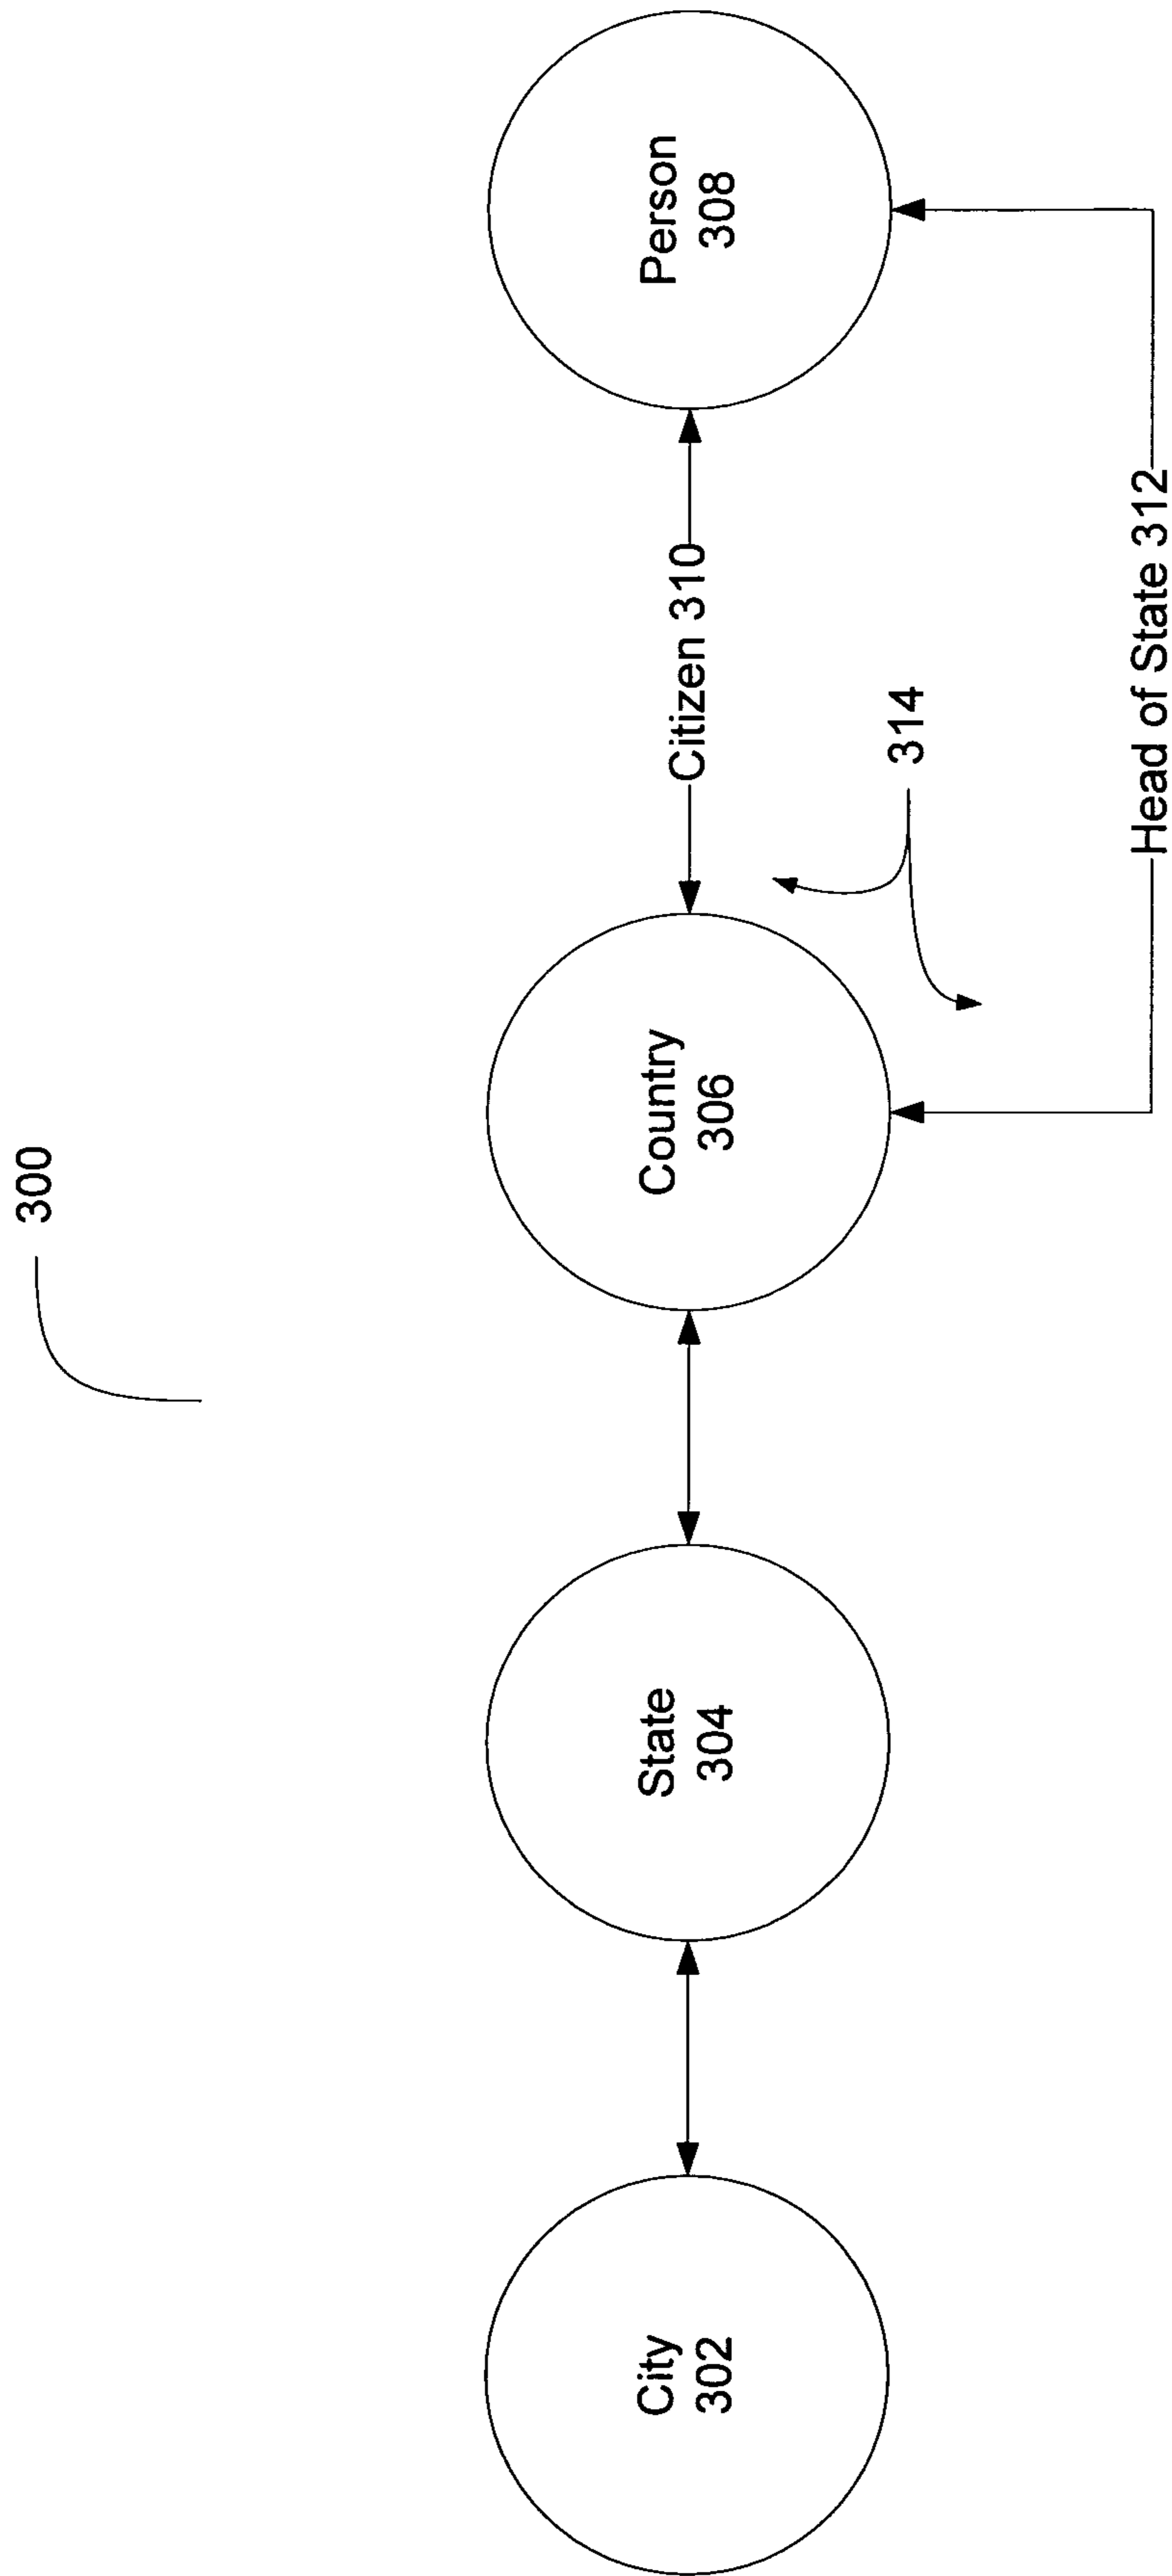 300
City
302
State
304
Country
306
Citizen 310
Person
308
314
Head of State 312